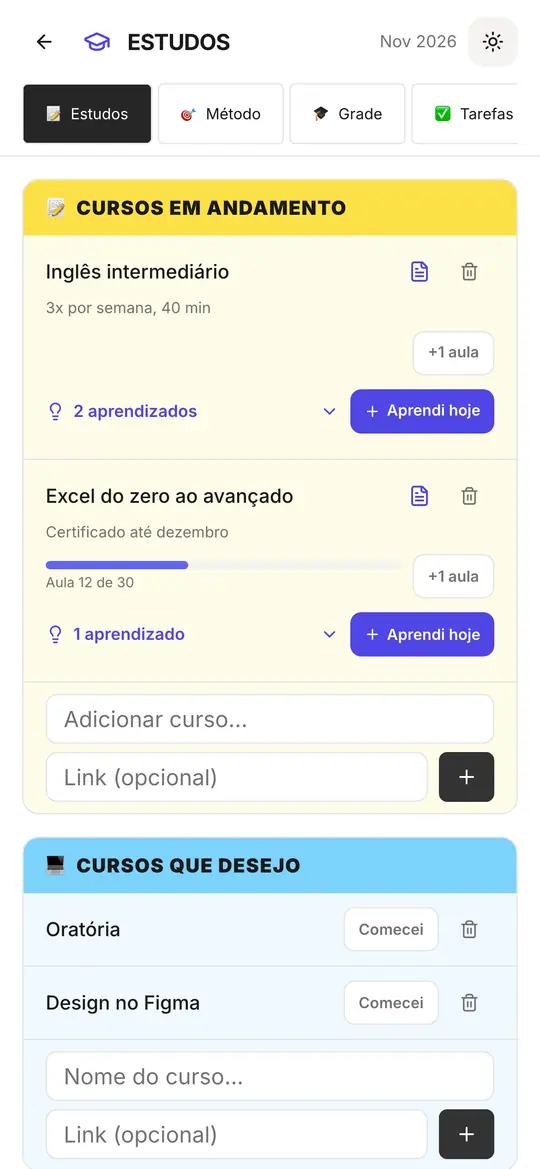 ESTUDOS
Nov 2026
Estudos
Método
Grade
Tarefas
CURSOS EM ANDAMENTO
Inglês intermediário
3x por semana, 40 min
+1 aula
2 aprendizados
+ Aprendi hoje
Excel do zero ao avançado
Certificado até dezembro
Aula 12 de 30
+1 aula
1 aprendizado
+ Aprendi hoje
Adicionar curso...
Link (opcional)
+
CURSOS QUE DESEJO
Oratória
Comecei
Design no Figma
Comecei
Nome do curso...
Link (opcional)
+